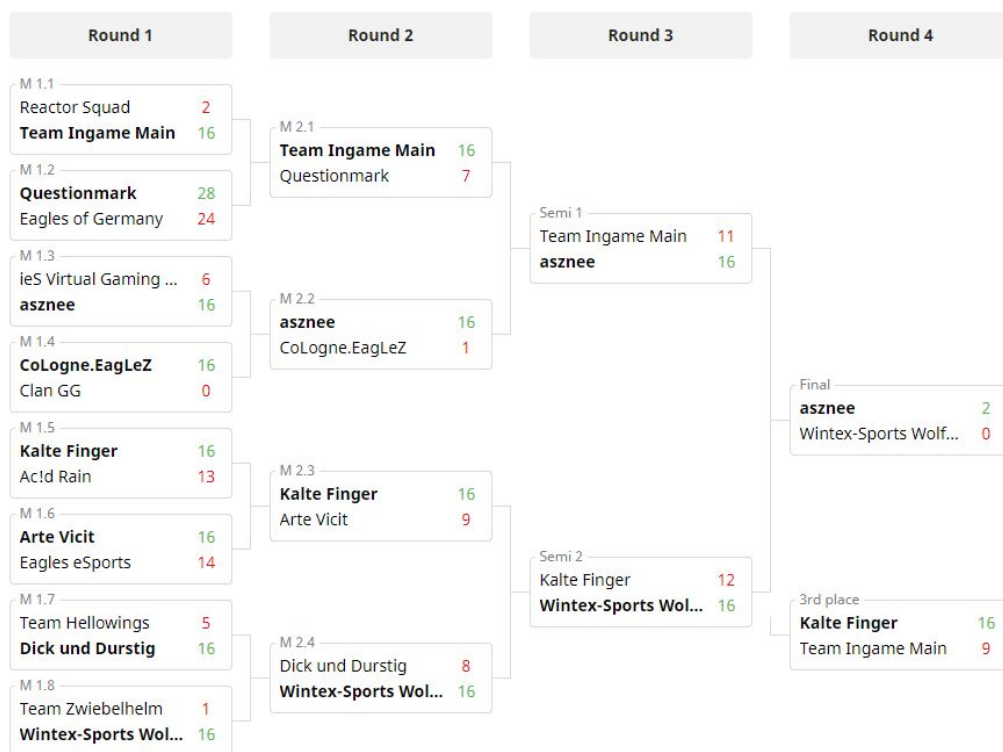 Round 1 Round 2 Round 3 Round 4
M 1.1
Reactor Squad 2
Team Ingame Main 16
M 1.2
Questionmark 28
Eagles of Germany 24
M 1.3
ieS Virtual Gaming ... 6
asznee 16
M 1.4
CoLogne.EagLeZ 16
Clan GG 0
M 1.5
Kalte Finger 16
Ac!d Rain 13
M 1.6
Arte Vicit 16
Eagles eSports 14
M 1.7
Team Hellowings 5
Dick und Durstig 16
M 1.8
Team Zwiebelhelm 1
Wintex-Sports Wol... 16
M 2.1
Team Ingame Main 16
Questionmark 7
M 2.2
asznee 16
CoLogne.EagLeZ 1
M 2.3
Kalte Finger 16
Arte Vicit 9
M 2.4
Dick und Durstig 8
Wintex-Sports Wol... 16
Semi 1
Team Ingame Main 11
asznee 16
Semi 2
Kalte Finger 12
Wintex-Sports Wol... 16
Final
asznee 2
Wintex-Sports Wolf... 0
3rd place
Kalte Finger 16
Team Ingame Main 9